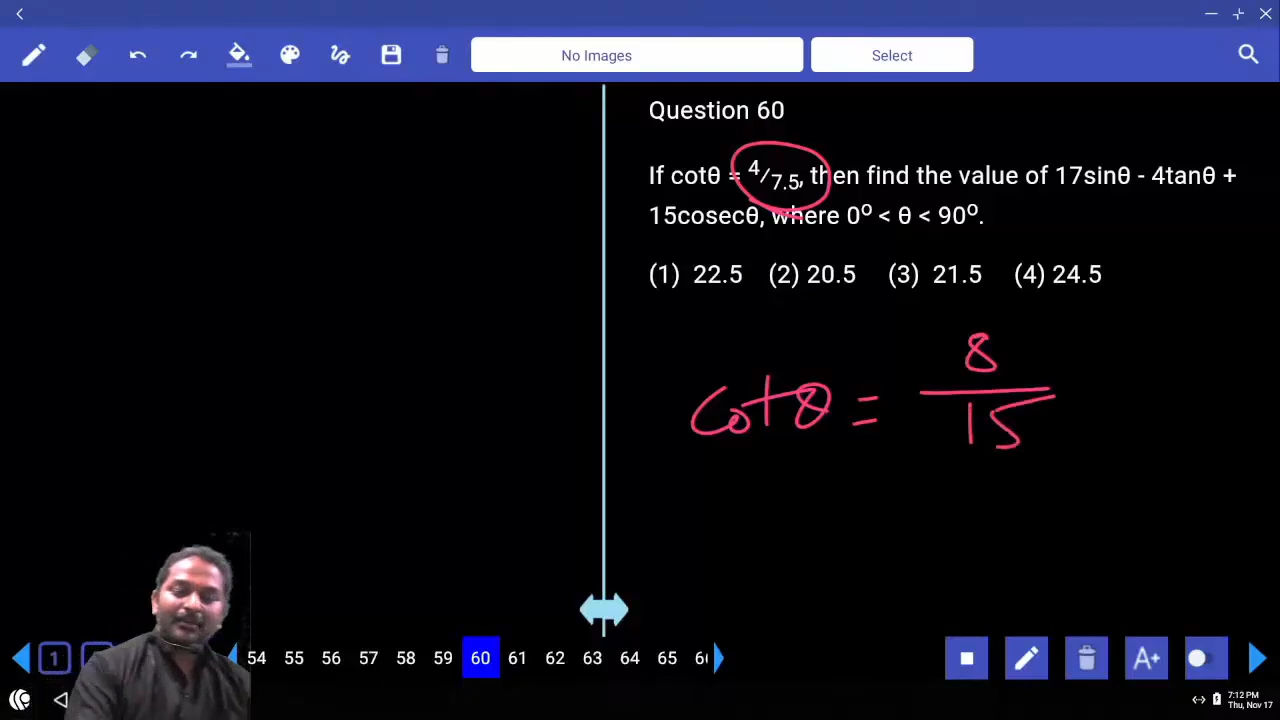 No Images
Select
Question 60
If cotθ = 4/7.5, then find the value of 17sinθ - 4tanθ +
15cosecθ, where 0º < θ < 90º.
(1) 22.5 (2) 20.5 (3) 21.5 (4) 24.5
cotθ = 8/15
1
54 55 56 57 58 59 60 61 62 63 64 65
A+
7:12 PM
Thu, Nov 17